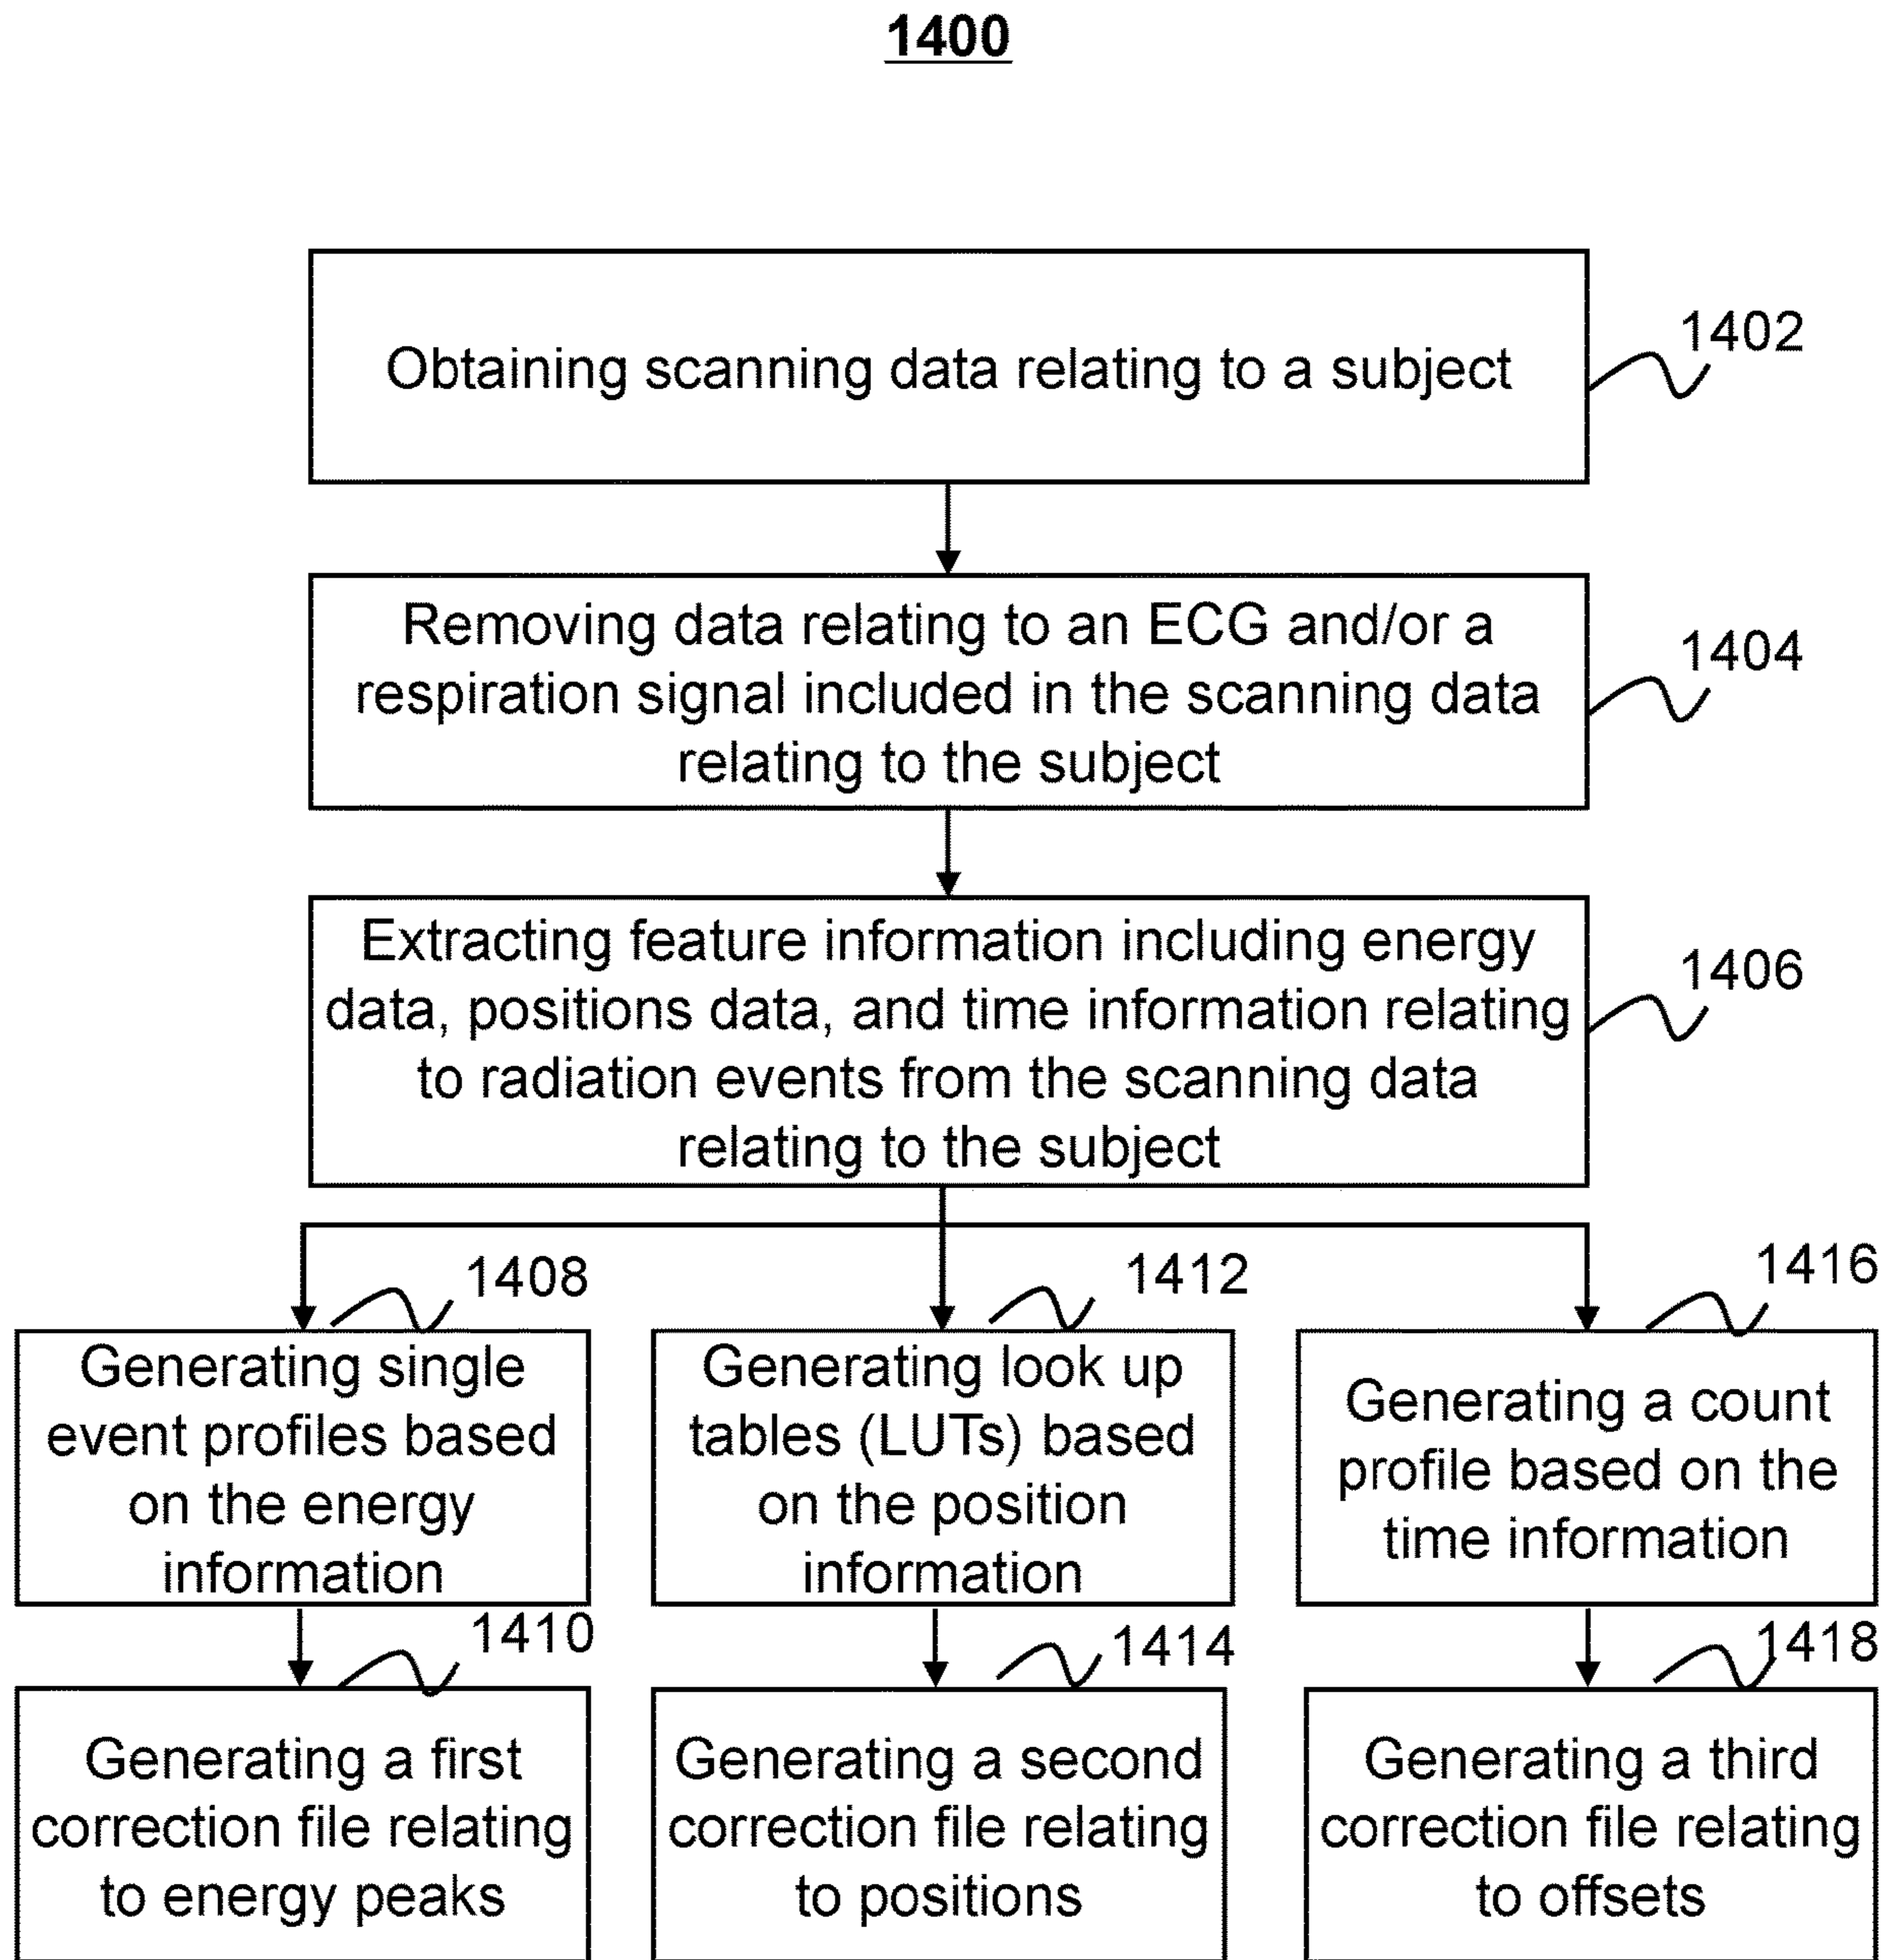 1400
Obtaining scanning data relating to a subject
1402
Removing data relating to an ECG and/or a
respiration signal included in the scanning data
relating to the subject
1404
Extracting feature information including energy
data, positions data, and time information relating
to radiation events from the scanning data
relating to the subject
1406
1408
Generating single
event profiles based
on the energy
information
1412
Generating look up
tables (LUTs) based
on the position
information
1416
Generating a count
profile based on the
time information
1410
Generating a first
correction file relating
to energy peaks
1414
Generating a second
correction file relating
to positions
1418
Generating a third
correction file relating
to offsets